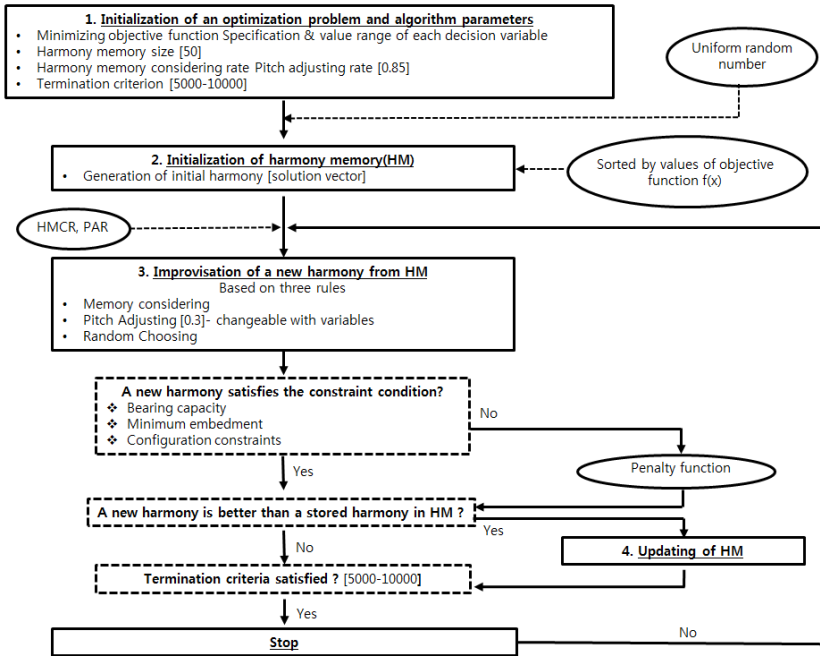 1. Initialization of an optimization problem and algorithm parameters
• Minimizing objective function Specification & value range of each decision variable
• Harmony memory size [50]
• Harmony memory considering rate Pitch adjusting rate [0.85]
• Termination criterion [5000-10000]
Uniform random
number
2. Initialization of harmony memory(HM)
• Generation of initial harmony [solution vector]
Sorted by values of objective
function f(x)
HMCR, PAR
3. Improvisation of a new harmony from HM
Based on three rules
• Memory considering
• Pitch Adjusting [0.3]- changeable with variables
• Random Choosing
A new harmony satisfies the constraint condition?
❖ Bearing capacity
❖ Minimum embedment
❖ Configuration constraints
No
Yes
Penalty function
A new harmony is better than a stored harmony in HM ?
Yes
No
4. Updating of HM
Termination criteria satisfied ? [5000-10000]
Yes
Stop
No